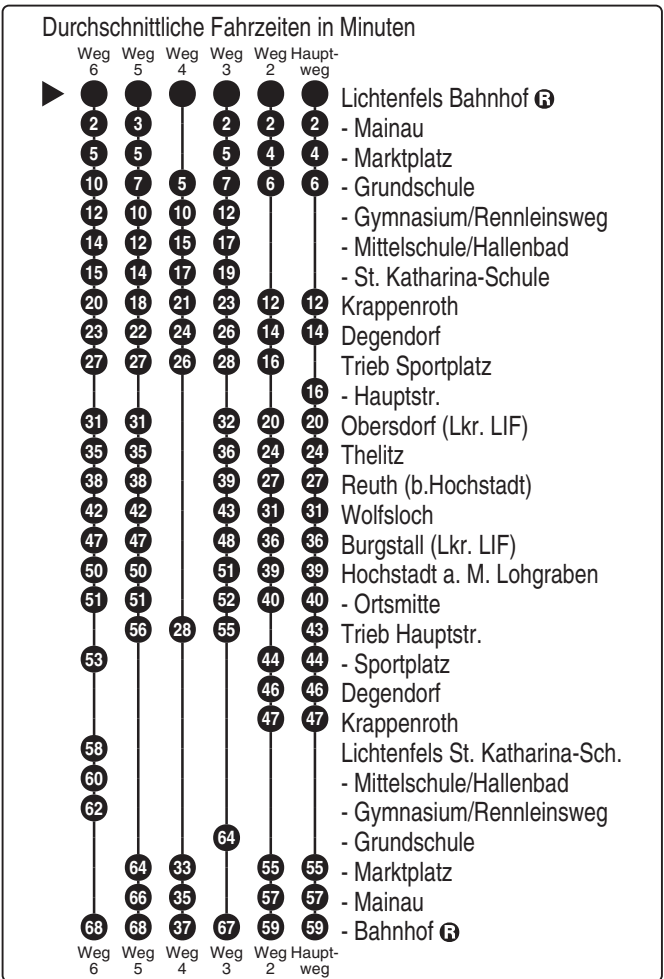 Durchschnittliche Fahrzeiten in Minuten
Weg Weg Weg Weg Weg Haupt-
6 5 4 3 2 weg
Lichtenfels Bahnhof R
2 3 2 2 2 - Mainau
5 5 5 4 4 - Marktplatz
10 7 5 7 6 6 - Grundschule
12 10 10 12 - Gymnasium/Rennleinsweg
14 12 15 17 - Mittelschule/Hallenbad
15 14 17 19 - St. Katharina-Schule
20 18 21 23 12 12 Krappenroth
23 22 24 26 14 14 Degendorf
27 27 26 28 16 Trieb Sportplatz
16 - Hauptstr.
31 31 32 20 20 Obersdorf (Lkr. LIF)
35 35 36 24 24 Thelitz
38 38 39 27 27 Reuth (b.Hochstadt)
42 42 43 31 31 Wolfsloch
47 47 48 36 36 Burgstall (Lkr. LIF)
50 50 51 39 39 Hochstadt a. M. Lohgraben
51 51 52 40 40 - Ortsmitte
56 28 55 43 Trieb Hauptstr.
53 44 44 - Sportplatz
46 46 Degendorf
47 47 Krappenroth
58 Lichtenfels St. Katharina-Sch.
60 - Mittelschule/Hallenbad
62 - Gymnasium/Rennleinsweg
64 - Grundschule
64 33 55 55 - Marktplatz
66 35 57 57 - Mainau
68 68 37 67 59 59 - Bahnhof R
Weg Weg Weg Weg Weg Haupt-
6 5 4 3 2 weg